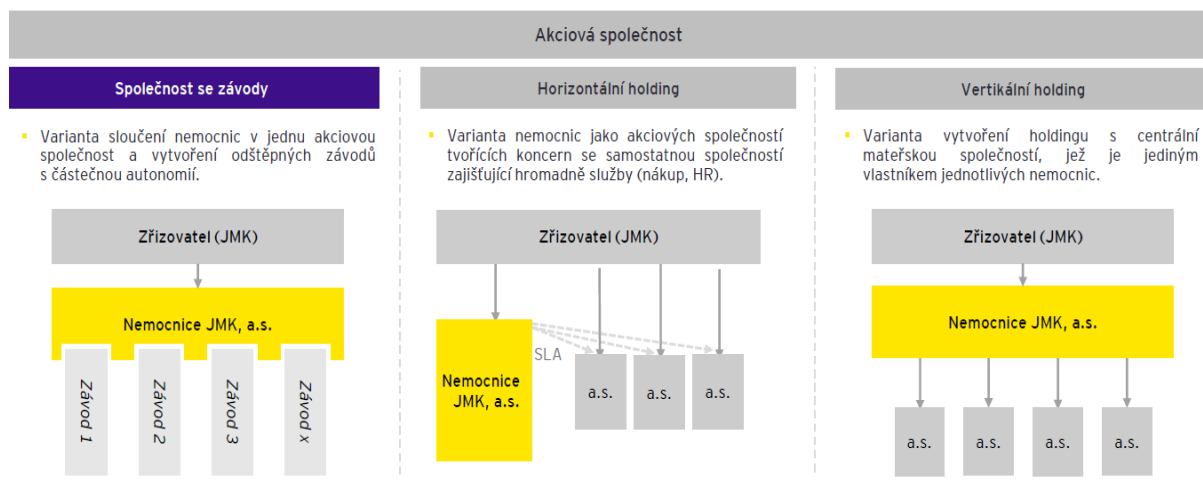 Akciová společnost
Společnost se závody
Varianta sloučení nemocnic v jednu akciovou
společnost a vytvoření odštěpných závodů
s částečnou autonomií.
Zřizovatel (JMK)
Nemocnice JMK, a.s.
Závod 1
Závod 2
Závod 3
Závod x
Horizontální holding
Varianta nemocnic jako akciových společností
tvořících koncern se samostatnou společností
zajišťující hromadně služby (nákup, HR).
Zřizovatel (JMK)
SLA
Nemocnice
JMK, a.s.
a.s.
a.s.
a.s.
Vertikální holding
Varianta vytvoření holdingu s centrální
mateřskou společností, jež je jediným
vlastníkem jednotlivých nemocnic.
Zřizovatel (JMK)
Nemocnice JMK, a.s.
a.s.
a.s.
a.s.
a.s.